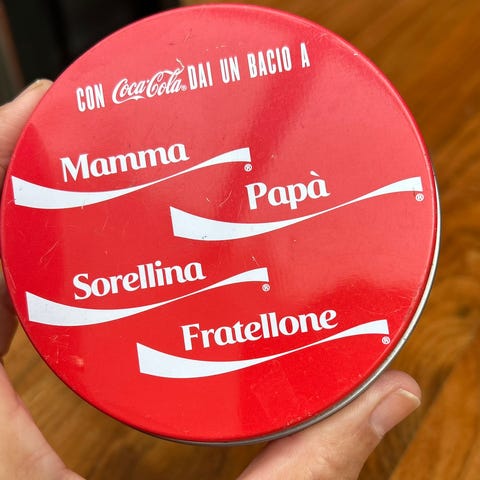 CON Coca-Cola® DAI UN BACIO A
Mamma
®
Papà
®
Sorellina
®
Fratellone
®